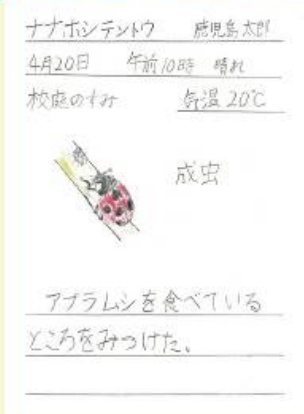 ナナホシテントウ 鹿児島太郎
4月20日 午前10時 晴れ
校庭のすみ 気温20℃
成虫
アブラムシを食べている
ところをみつけた。